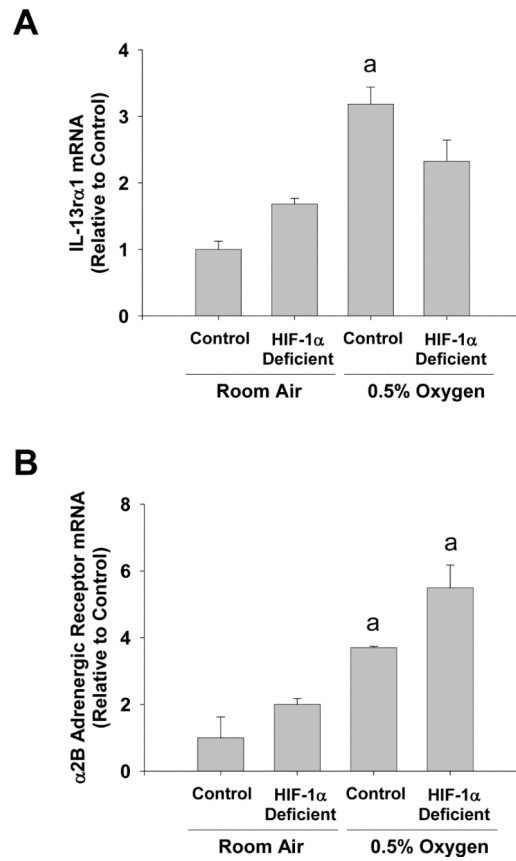 A
IL-13rα1 mRNA
(Relative to Control)
4
3
2
1
0
a
Control
HIF-1α
Deficient
Control
HIF-1α
Deficient
Room Air
0.5% Oxygen
B
α2B Adrenergic Receptor mRNA
(Relative to Control)
8
6
4
2
0
a
a
Control
HIF-1α
Deficient
Control
HIF-1α
Deficient
Room Air
0.5% Oxygen